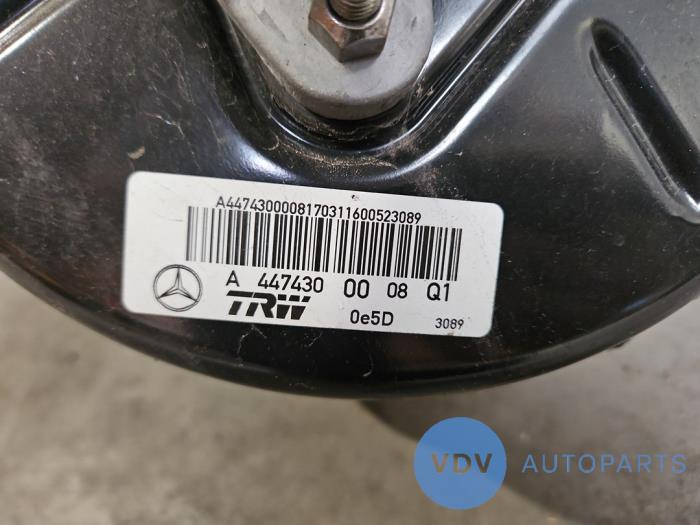 A4474300008170311600523089
A 447430 00 08 Q1
TRW
0e5D 3089
VDV AUTOPARTS